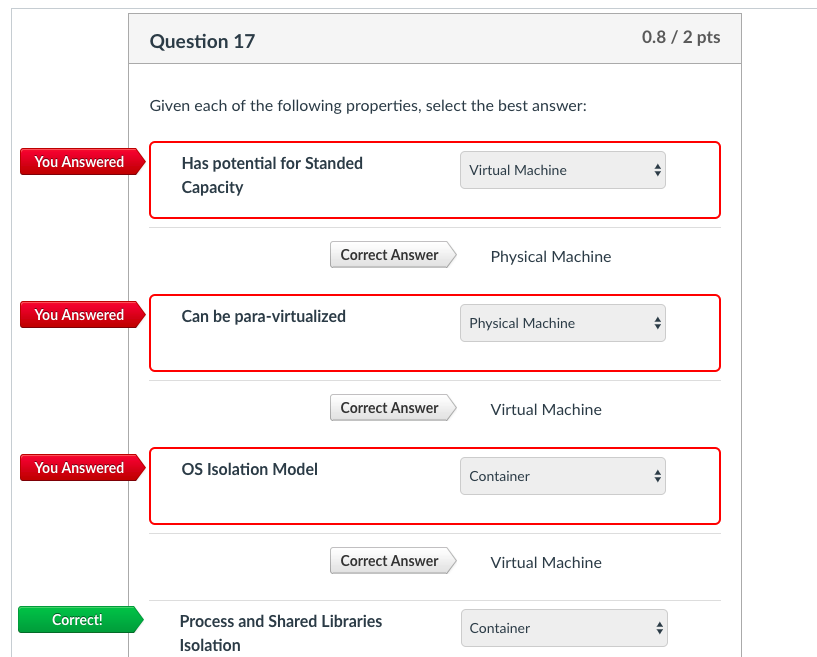 Question 17
0.8 / 2 pts
Given each of the following properties, select the best answer:
You Answered
Has potential for Standed
Capacity
Virtual Machine
Correct Answer
Physical Machine
You Answered
Can be para-virtualized
Physical Machine
Correct Answer
Virtual Machine
You Answered
OS Isolation Model
Container
Correct Answer
Virtual Machine
Correct!
Process and Shared Libraries
Isolation
Container